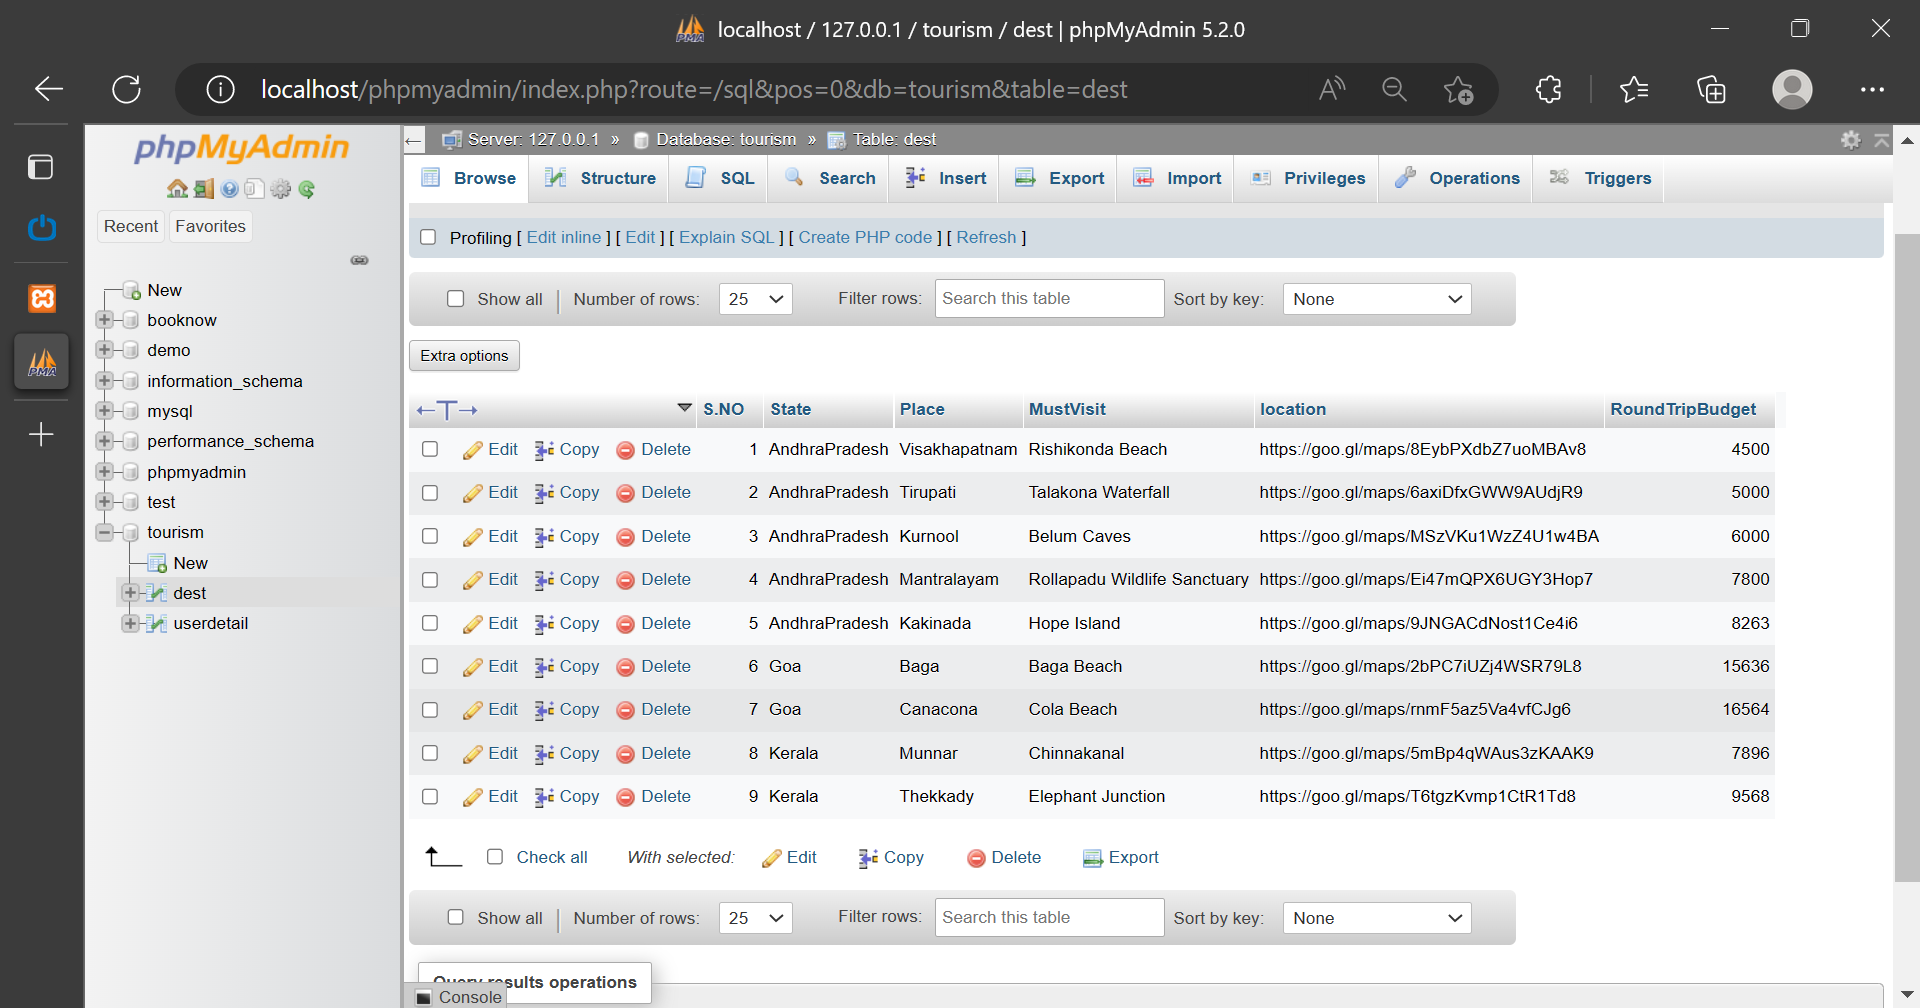 localhost / 127.0.0.1 / tourism / dest | phpMyAdmin 5.2.0
localhost/phpmyadmin/index.php?route=/sql&pos=0&db=tourism&table=dest
phpMyAdmin
Recent Favorites
New
booknow
demo
information_schema
mysql
performance_schema
phpmyadmin
test
tourism
New
dest
userdetail
Server: 127.0.0.1 » Database: tourism » Table: dest
Browse Structure SQL Search Insert Export Import Privileges Operations Triggers
Profiling [ Edit inline ] [ Edit ] [ Explain SQL ] [ Create PHP code ] [ Refresh ]
Show all | Number of rows: 25 Filter rows: Search this table Sort by key: None
Extra options
←T→ S.NO State Place MustVisit location RoundTripBudget
Edit Copy Delete 1 AndhraPradesh Visakhapatnam Rishikonda Beach https://goo.gl/maps/8EybPXdbZ7uoMBAv8 4500
Edit Copy Delete 2 AndhraPradesh Tirupati Talakona Waterfall https://goo.gl/maps/6axiDfxGWW9AUdjR9 5000
Edit Copy Delete 3 AndhraPradesh Kurnool Belum Caves https://goo.gl/maps/MSzVKu1WzZ4U1w4BA 6000
Edit Copy Delete 4 AndhraPradesh Mantralayam Rollapadu Wildlife Sanctuary https://goo.gl/maps/Ei47mQPX6UGY3Hop7 7800
Edit Copy Delete 5 AndhraPradesh Kakinada Hope Island https://goo.gl/maps/9JNGACdNost1Ce4i6 8263
Edit Copy Delete 6 Goa Baga Baga Beach https://goo.gl/maps/2bPC7iUZj4WSR79L8 15636
Edit Copy Delete 7 Goa Canacona Cola Beach https://goo.gl/maps/rnmF5az5Va4vfCJg6 16564
Edit Copy Delete 8 Kerala Munnar Chinnakanal https://goo.gl/maps/5mBp4qWAus3zKAAK9 7896
Edit Copy Delete 9 Kerala Thekkady Elephant Junction https://goo.gl/maps/T6tgzKvmp1CtR1Td8 9568
Check all With selected: Edit Copy Delete Export
Show all | Number of rows: 25 Filter rows: Search this table Sort by key: None
Query results operations
Console